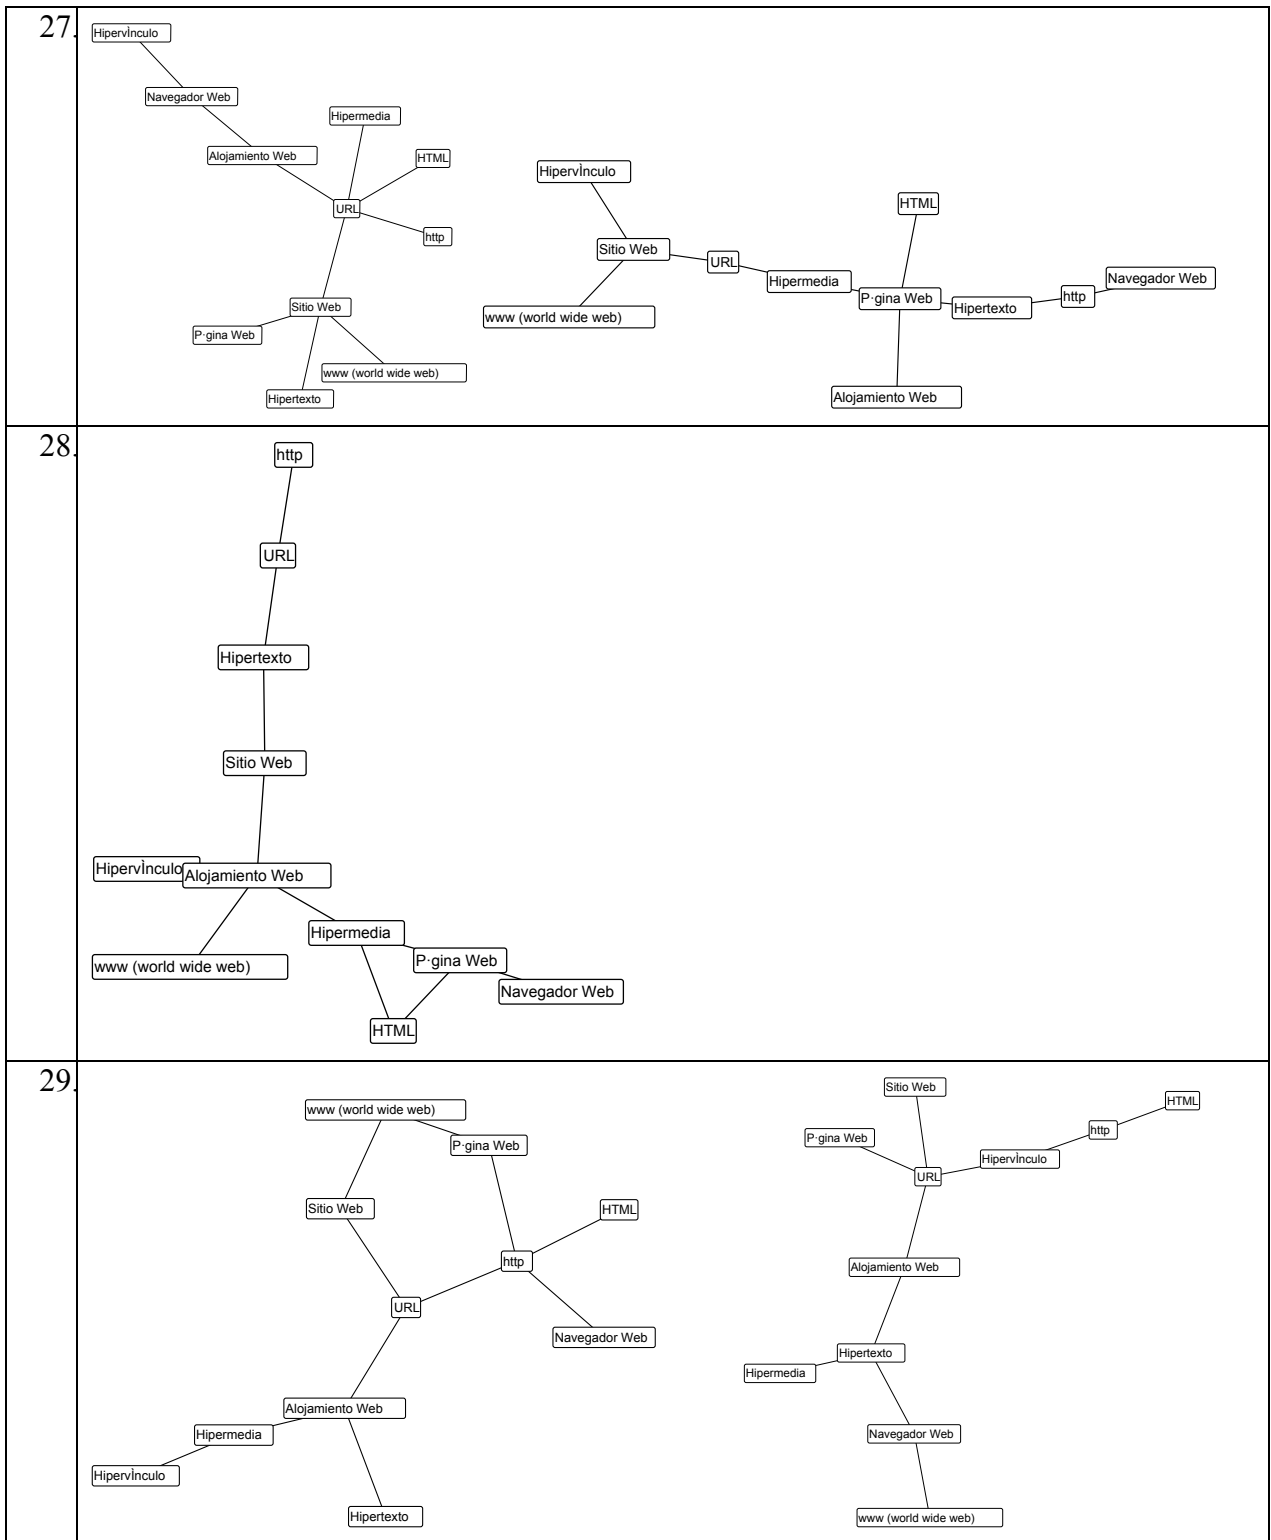 27.
HipervÌnculo
Navegador Web
Hipermedia
Alojamiento Web
HTML
URL
http
Sitio Web
P·gina Web
www (world wide web)
Hipertexto
HipervÌnculo
HTML
Sitio Web
URL
Hipermedia
Navegador Web
P·gina Web
http
Hipertexto
www (world wide web)
Alojamiento Web
28.
http
URL
Hipertexto
Sitio Web
HipervÌnculo
Alojamiento Web
Hipermedia
www (world wide web)
P·gina Web
Navegador Web
HTML
29.
www (world wide web)
P·gina Web
Sitio Web
HTML
http
URL
Navegador Web
Alojamiento Web
Hipermedia
HipervÌnculo
Hipertexto
Sitio Web
HTML
http
P·gina Web
HipervÌnculo
URL
Alojamiento Web
Hipertexto
Hipermedia
Navegador Web
www (world wide web)